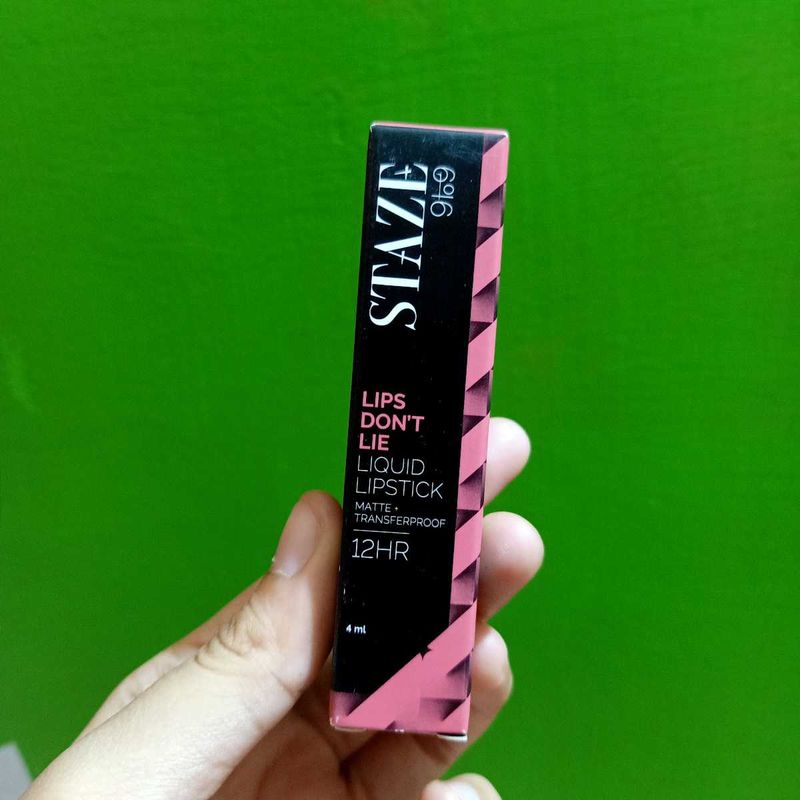 STAZE
9to9
LIPS
DON'T
LIE
LIQUID
LIPSTICK
MATTE +
TRANSFERPROOF
12HR
4 ml